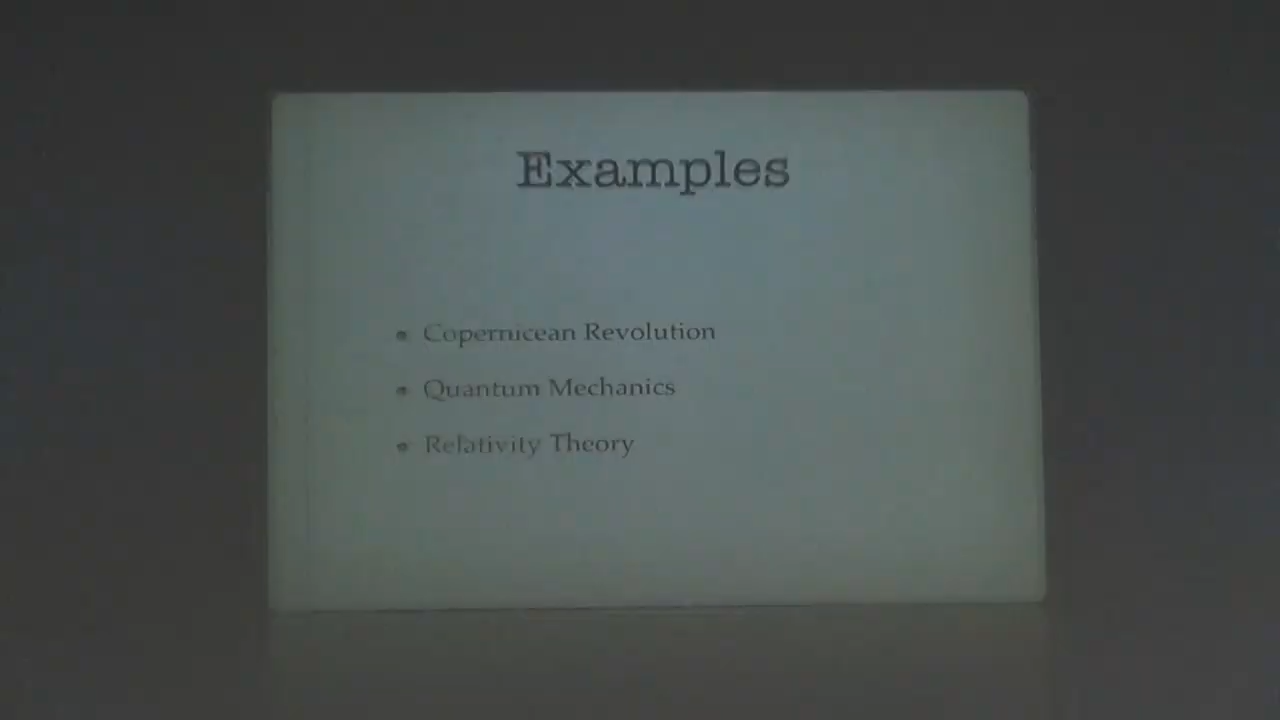 Examples
Copernicean Revolution
Quantum Mechanics
Relativity Theory